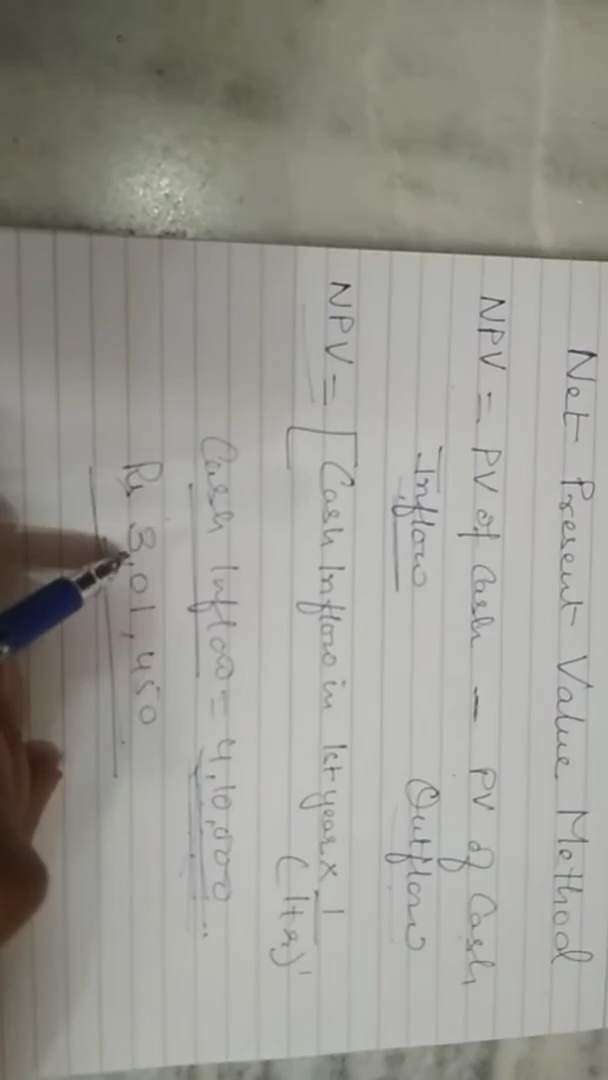 Net Present Value Method
NPV = PV of Cash - PV of Cash
Inflow Outflow
NPV = [Cash Inflow in 1st year x 1
(1+r)¹
Cash Inflow = 4,10,000
Rs 3,01,450